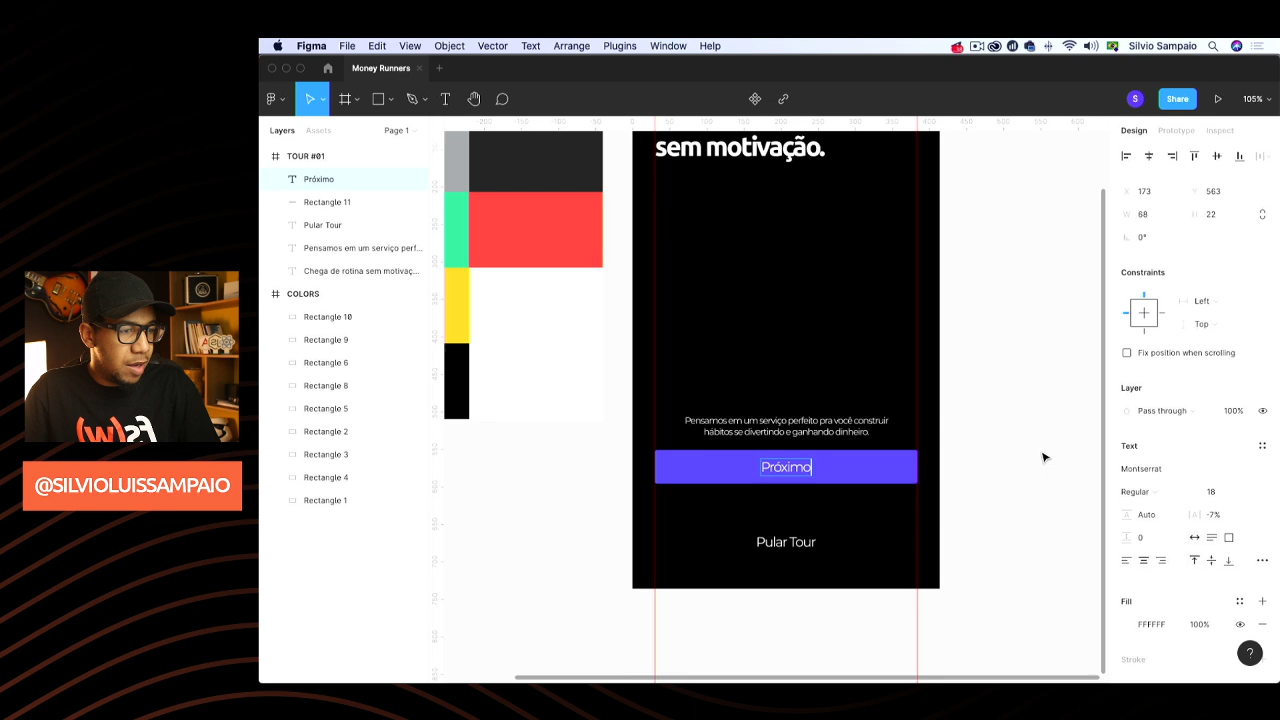 Figma File Edit View Object Vector Text Arrange Plugins Window Help Silvio Sampaio
Money Runners
S Share 105%
Layers Assets Page 1
TOUR #01
Próximo
Rectangle 11
Pular Tour
Pensamos em um serviço perf...
Chega de rotina sem motivaç...
COLORS
Rectangle 10
Rectangle 9
Rectangle 6
Rectangle 8
Rectangle 5
Rectangle 2
Rectangle 3
Rectangle 4
Rectangle 1
sem motivação.
Pensamos em um serviço perfeito pra você construir
hábitos se divertindo e ganhando dinheiro.
Próximo
Pular Tour
Design Prototype Inspect
X 173 Y 563
W 68 H 22
0°
Constraints
Left
Top
Fix position when scrolling
Layer
Pass through 100%
Text
Montserrat
Regular 18
Auto -7%
0
Fill
FFFFFF 100%
Stroke
?
@SILVIOLUISSAMPAIO